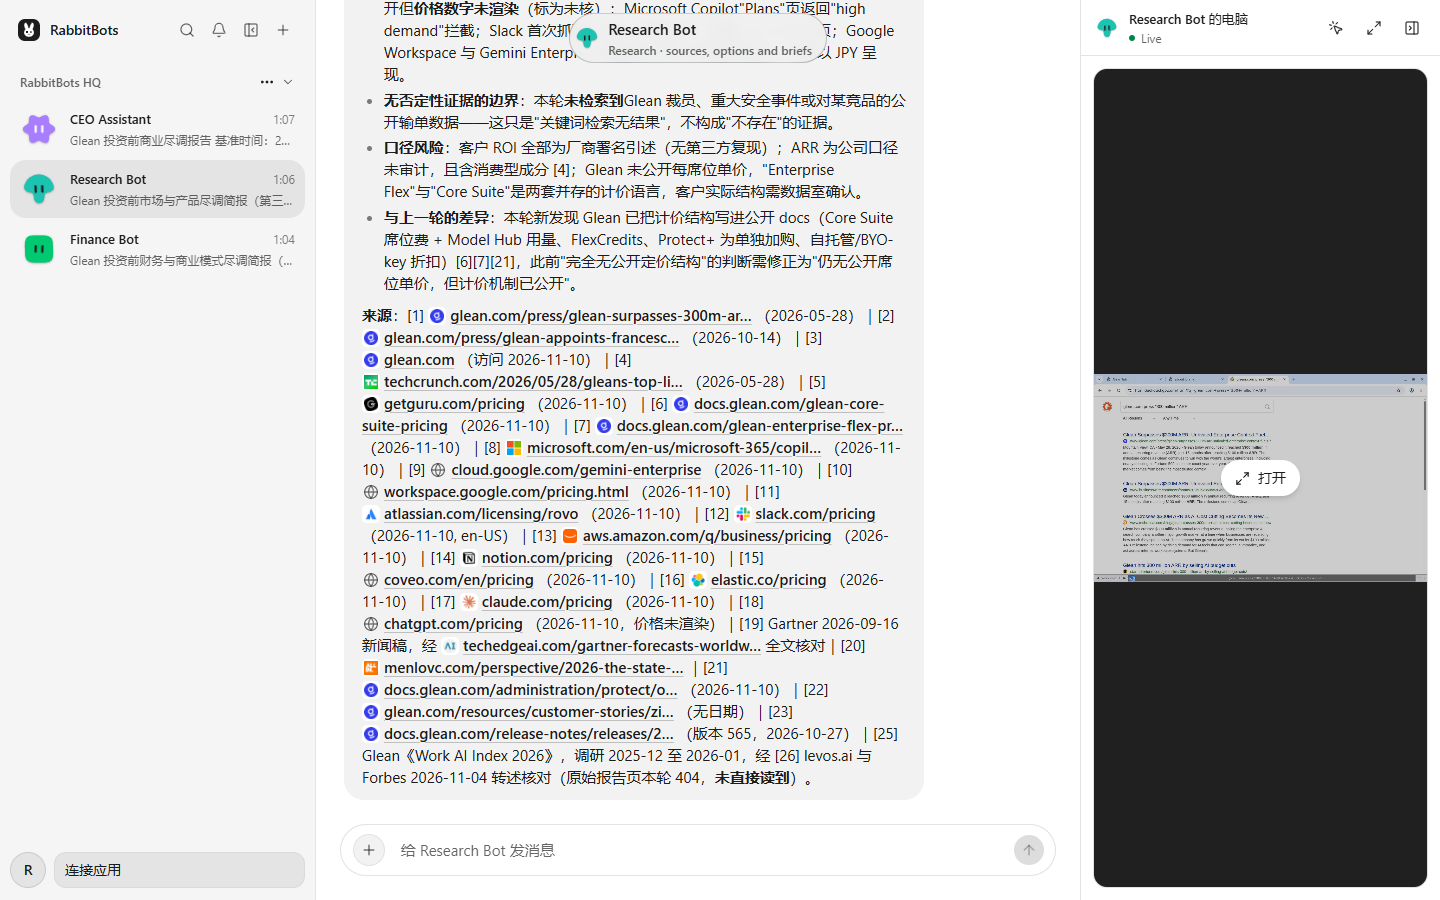 RabbitBots
RabbitBots HQ
CEO Assistant
1:07
Glean 投资前商业尽调报告 基准时间：2...
Research Bot
1:06
Glean 投资前市场与产品尽调简报（第三...
Finance Bot
1:04
Glean 投资前财务与商业模式尽调简报（...
R
连接应用
Research Bot
Research · sources, options and briefs
开但价格数字未渲染（标为未核）；Microsoft Copilot"Plans"页返回"high
demand"拦截；Slack 首次抓
页；Google
Workspace 与 Gemini Enterpr
以 JPY 呈
现。
• 无否定性证据的边界：本轮未检索到Glean 裁员、重大安全事件或对某竞品的公
开输单数据——这只是"关键词检索无结果"，不构成"不存在"的证据。
• 口径风险：客户 ROI 全部为厂商署名引述（无第三方复现）；ARR 为公司口径
未审计，且含消费型成分 [4]；Glean 未公开每席位单价，"Enterprise
Flex"与"Core Suite"是两套并存的计价语言，客户实际结构需数据室确认。
• 与上一轮的差异：本轮新发现 Glean 已把计价结构写进公开 docs（Core Suite
席位费 + Model Hub 用量、FlexCredits、Protect+ 为单独加购、自托管/BYO-
key 折扣）[6][7][21]，此前"完全无公开定价结构"的判断需修正为"仍无公开席
位单价，但计价机制已公开"。
来源：[1] glean.com/press/glean-surpasses-300m-ar... （2026-05-28） | [2]
glean.com/press/glean-appoints-francesc... （2026-10-14） | [3]
glean.com （访问 2026-11-10） | [4]
techcrunch.com/2026/05/28/gleans-top-li... （2026-05-28） | [5]
getguru.com/pricing （2026-11-10） | [6] docs.glean.com/glean-core-
suite-pricing （2026-11-10） | [7] docs.glean.com/glean-enterprise-flex-pr...
（2026-11-10） | [8] microsoft.com/en-us/microsoft-365/copil... （2026-11-
10） | [9] cloud.google.com/gemini-enterprise （2026-11-10） | [10]
workspace.google.com/pricing.html （2026-11-10） | [11]
atlassian.com/licensing/rovo （2026-11-10） | [12] slack.com/pricing
（2026-11-10, en-US） | [13] aws.amazon.com/q/business/pricing （2026-
11-10） | [14] notion.com/pricing （2026-11-10） | [15]
coveo.com/en/pricing （2026-11-10） | [16] elastic.co/pricing （2026-
11-10） | [17] claude.com/pricing （2026-11-10） | [18]
chatgpt.com/pricing （2026-11-10，价格未渲染） | [19] Gartner 2026-09-16
新闻稿，经 techedgeai.com/gartner-forecasts-worldw... 全文核对 | [20]
menlovc.com/perspective/2026-the-state-... | [21]
docs.glean.com/administration/protect/o... （2026-11-10） | [22]
glean.com/resources/customer-stories/zi... （无日期） | [23]
docs.glean.com/release-notes/releases/2... （版本 565，2026-10-27） | [25]
Glean《Work AI Index 2026》，调研 2025-12 至 2026-01，经 [26] levos.ai 与
Forbes 2026-11-04 转述核对（原始报告页本轮 404，未直接读到）。
给 Research Bot 发消息
Research Bot 的电脑
Live
打开